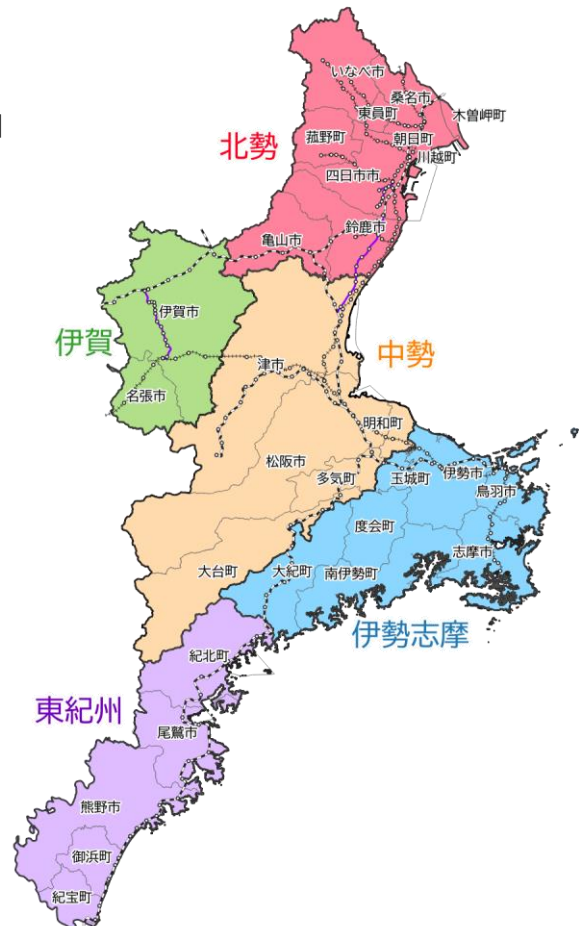 いなべ市
桑名市
東員町
木曽岬町
菰野町
朝日町
北勢
川越町
四日市市
鈴鹿市
亀山市
伊賀市
伊賀
中勢
津市
名張市
明和町
松阪市
多気町
玉城町
伊勢市
鳥羽市
度会町
志摩市
大台町
大紀町
南伊勢町
伊勢志摩
紀北町
東紀州
尾鷲市
熊野市
御浜町
紀宝町